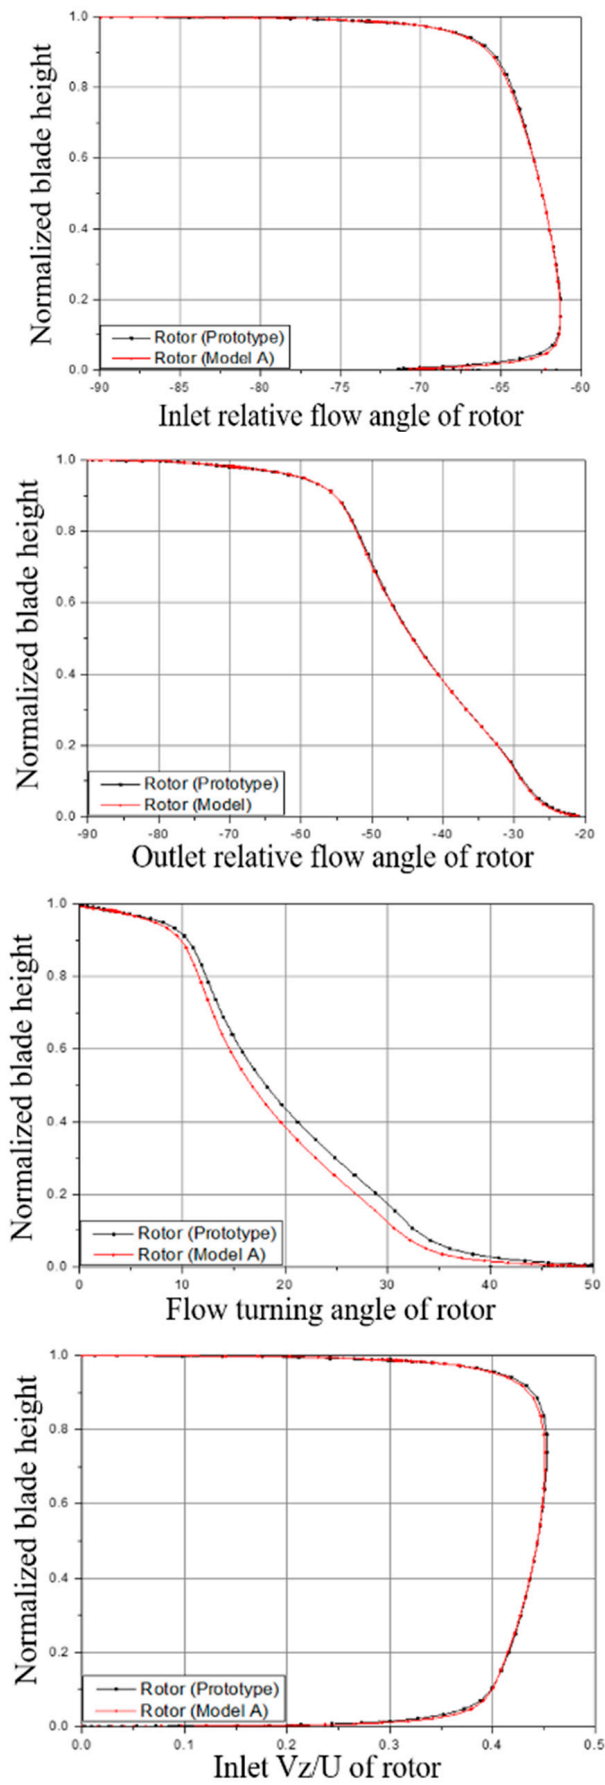 Normalized blade height
1.0
0.8
0.6
0.4
0.2
0.0
Rotor (Prototype)
Rotor (Model A)
-90 -85 -80 -75 -70 -65 -60
Inlet relative flow angle of rotor
Normalized blade height
1.0
0.8
0.6
0.4
0.2
0.0
Rotor (Prototype)
Rotor (Model)
-90 -80 -70 -60 -50 -40 -30 -20
Outlet relative flow angle of rotor
Normalized blade height
1.0
0.8
0.6
0.4
0.2
0.0
Rotor (Prototype)
Rotor (Model A)
0 10 20 30 40 50
Flow turning angle of rotor
Normalized blade height
1.0
0.8
0.6
0.4
0.2
0.0
Rotor (Prototype)
Rotor (Model A)
0.0 0.1 0.2 0.3 0.4 0.5
Inlet Vz/U of rotor